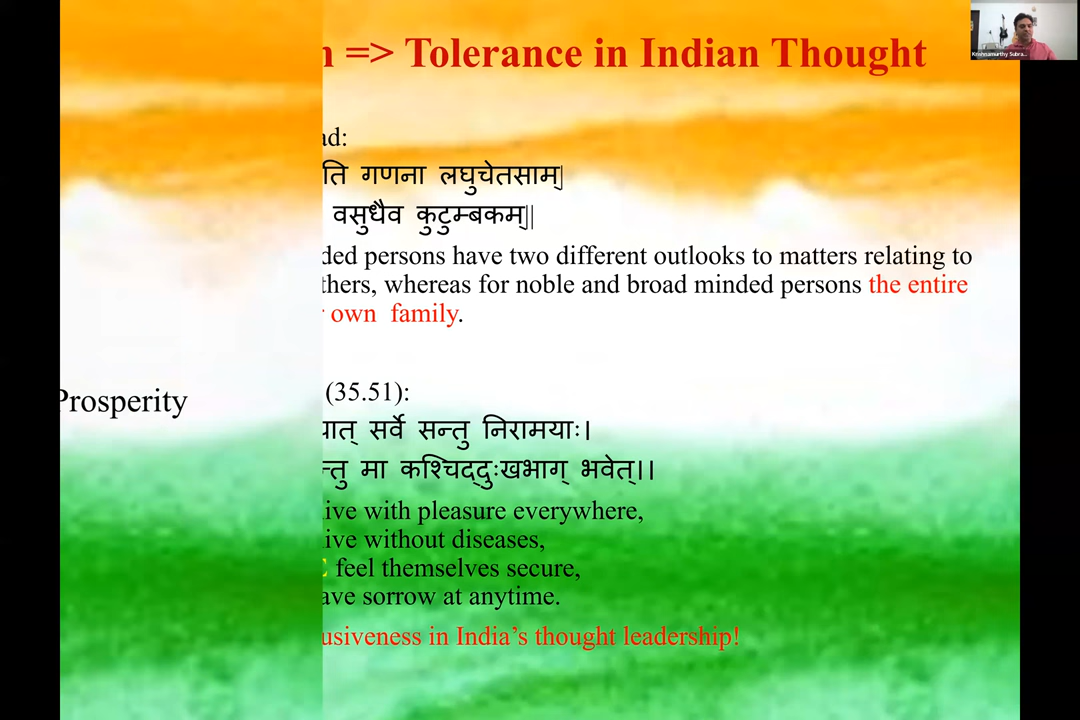 => Tolerance in Indian Thought
Krishnamurthy Subra...
ad:
ति गणना लघुचेतसाम्|
वसुधैव कुटुम्बकम्||
ded persons have two different outlooks to matters relating to
thers, whereas for noble and broad minded persons the entire
own family.
Prosperity
(35.51):
सर्वे सन्तु निरामयाः।
मा कश्चिद्दुःखभाग् भवेत्।।
ive with pleasure everywhere,
ive without diseases,
feel themselves secure,
ave sorrow at anytime.
usiveness in India’s thought leadership!